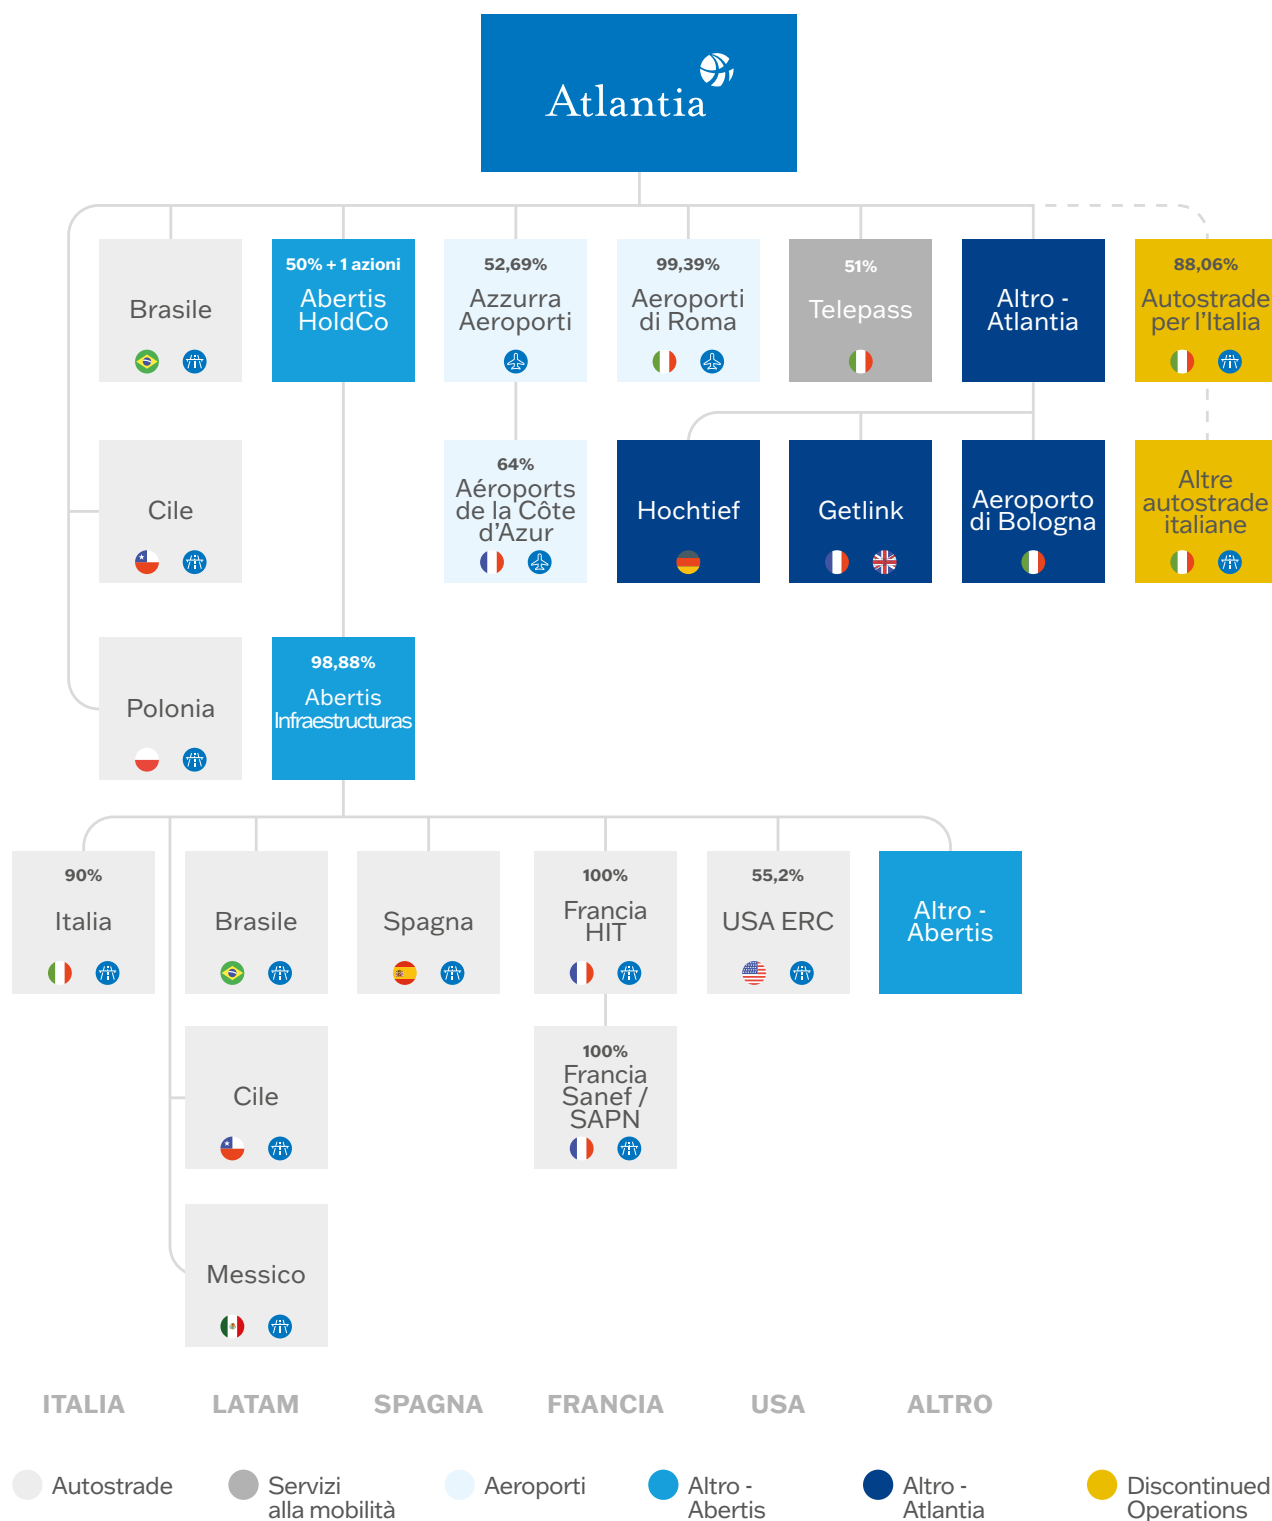 Atlantia
Brasile
50% + 1 azioni
Abertis
HoldCo
52,69%
Azzurra
Aeroporti
99,39%
Aeroporti
di Roma
51%
Telepass
Altro -
Atlantia
88,06%
Autostrade
per l'Italia
Cile
64%
Aéroports
de la Côte
d'Azur
Hochtief
Getlink
Aeroporto
di Bologna
Altre
autostrade
italiane
Polonia
98,88%
Abertis
Infraestructuras
90%
Italia
Brasile
Spagna
100%
Francia
HIT
55,2%
USA ERC
Altro -
Abertis
Cile
100%
Francia
Sanef /
SAPN
Messico
ITALIA
LATAM
SPAGNA
FRANCIA
USA
ALTRO
Autostrade
Servizi
alla mobilità
Aeroporti
Altro -
Abertis
Altro -
Atlantia
Discontinued
Operations